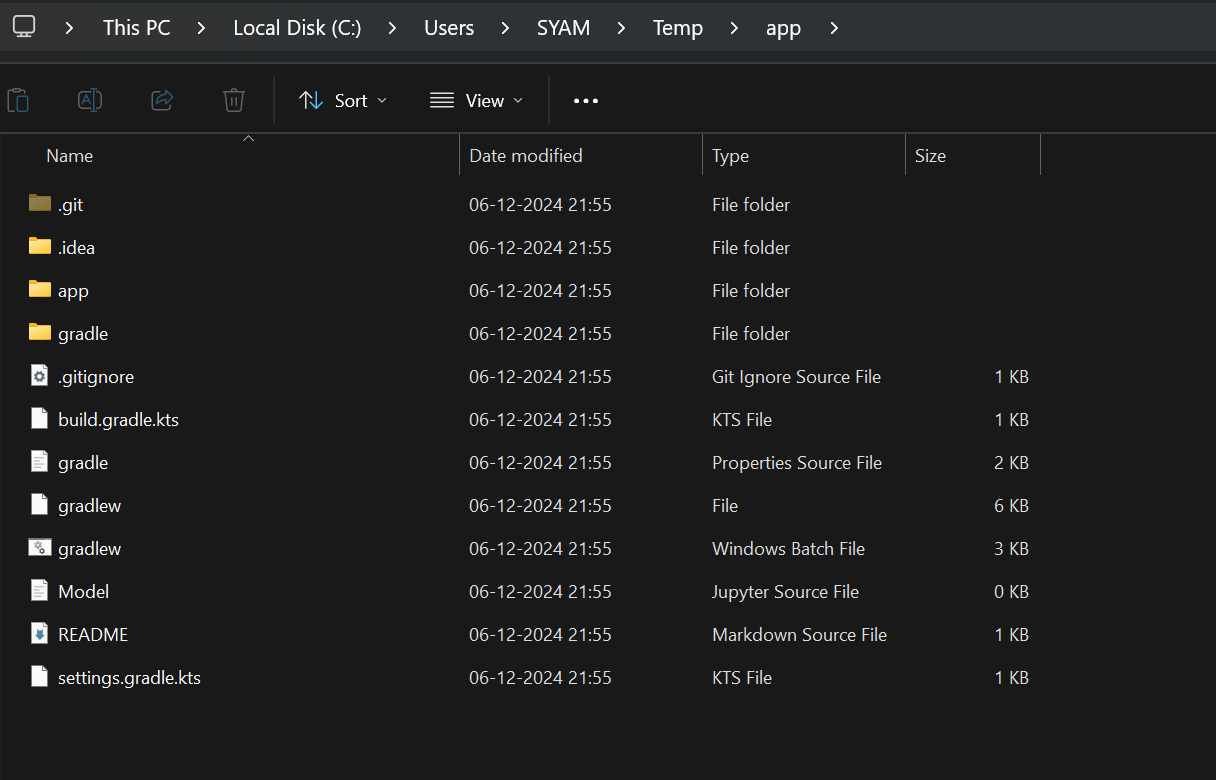 This PC > Local Disk (C:) > Users > SYAM > Temp > app >
Sort View
Name Date modified Type Size
.git 06-12-2024 21:55 File folder
.idea 06-12-2024 21:55 File folder
app 06-12-2024 21:55 File folder
gradle 06-12-2024 21:55 File folder
.gitignore 06-12-2024 21:55 Git Ignore Source File 1 KB
build.gradle.kts 06-12-2024 21:55 KTS File 1 KB
gradle 06-12-2024 21:55 Properties Source File 2 KB
gradlew 06-12-2024 21:55 File 6 KB
gradlew 06-12-2024 21:55 Windows Batch File 3 KB
Model 06-12-2024 21:55 Jupyter Source File 0 KB
README 06-12-2024 21:55 Markdown Source File 1 KB
settings.gradle.kts 06-12-2024 21:55 KTS File 1 KB